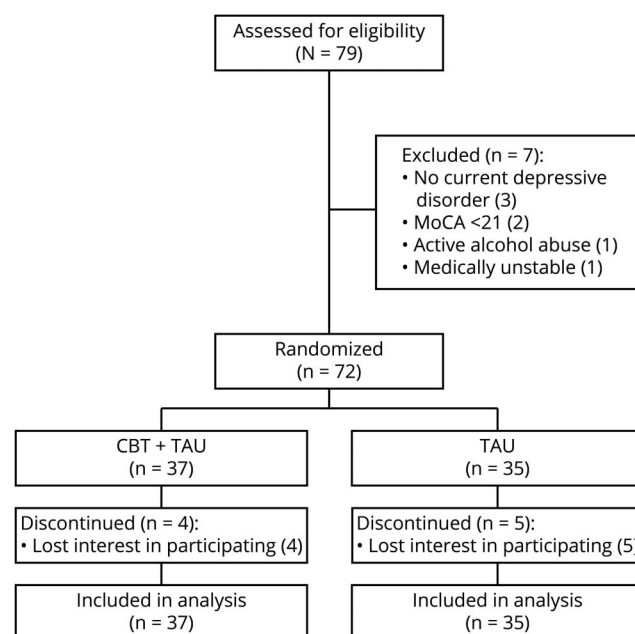 Assessed for eligibility
(N = 79)
Excluded (n = 7):
• No current depressive
disorder (3)
• MoCA <21 (2)
• Active alcohol abuse (1)
• Medically unstable (1)
Randomized
(n = 72)
CBT + TAU
(n = 37)
TAU
(n = 35)
Discontinued (n = 4):
• Lost interest in participating (4)
Discontinued (n = 5):
• Lost interest in participating (5)
Included in analysis
(n = 37)
Included in analysis
(n = 35)